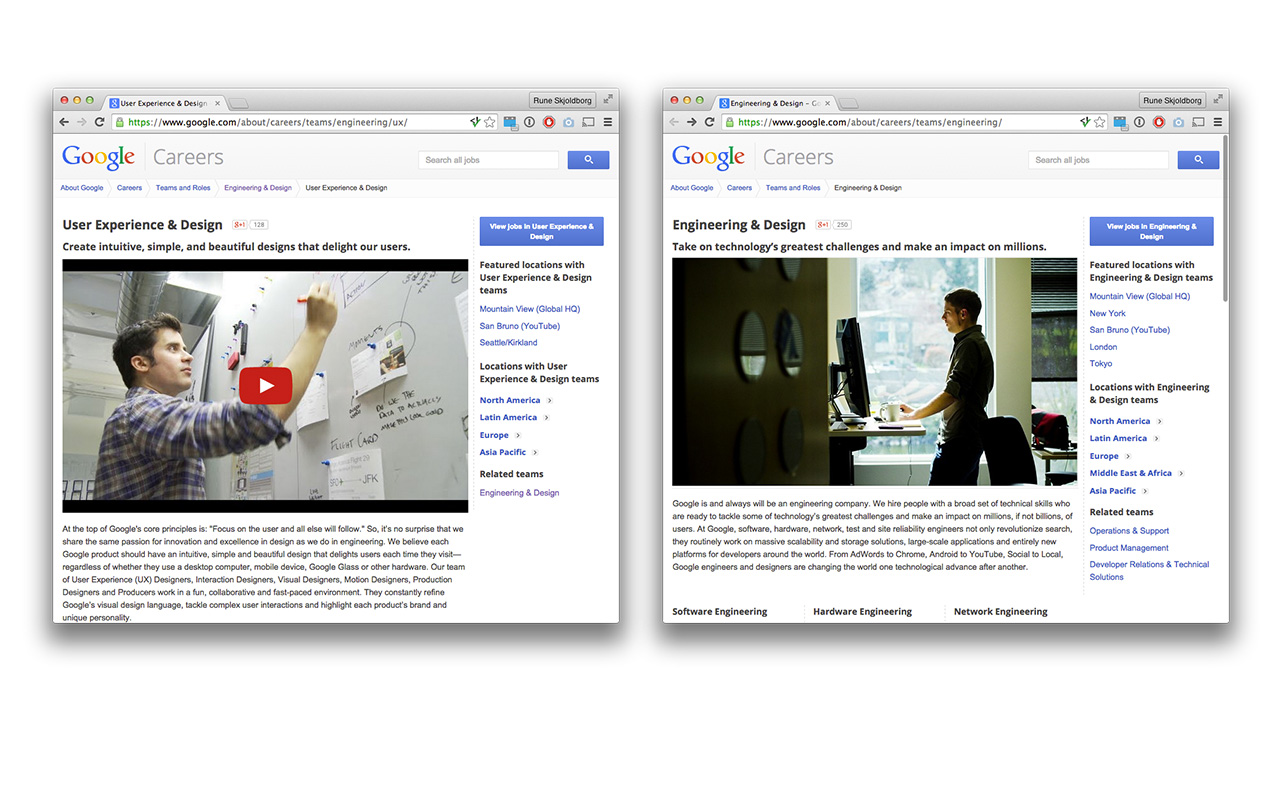 User Experience & Design
Rune Skjoldborg
https://www.google.com/about/careers/teams/engineering/ux/
Google Careers
Search all jobs
About Google Careers Teams and Roles Engineering & Design User Experience & Design
User Experience & Design
g+1 128
Create intuitive, simple, and beautiful designs that delight our users.
ACTION
MOMENTS
DO WE THE
DATA TO ACTUALLY
MAKE THIS LOOK GOOD
FLIGHT CARD
SFO JFK
At the top of Google's core principles is: "Focus on the user and all else will follow." So, it's no surprise that we
share the same passion for innovation and excellence in design as we do in engineering. We believe each
Google product should have an intuitive, simple and beautiful design that delights users each time they visit—
regardless of whether they use a desktop computer, mobile device, Google Glass or other hardware. Our team
of User Experience (UX) Designers, Interaction Designers, Visual Designers, Motion Designers, Production
Designers and Producers work in a fun, collaborative and fast-paced environment. They constantly refine
Google's visual design language, tackle complex user interactions and highlight each product's brand and
unique personality.
View jobs in User Experience &
Design
Featured locations with
User Experience & Design
teams
Mountain View (Global HQ)
San Bruno (YouTube)
Seattle/Kirkland
Locations with User
Experience & Design teams
North America
Latin America
Europe
Asia Pacific
Related teams
Engineering & Design
Engineering & Design – G
Rune Skjoldborg
https://www.google.com/about/careers/teams/engineering/
Google Careers
Search all jobs
About Google Careers Teams and Roles Engineering & Design
Engineering & Design
g+1 250
Take on technology's greatest challenges and make an impact on millions.
Google is and always will be an engineering company. We hire people with a broad set of technical skills who
are ready to tackle some of technology's greatest challenges and make an impact on millions, if not billions, of
users. At Google, software, hardware, network, test and site reliability engineers not only revolutionize search,
they routinely work on massive scalability and storage solutions, large-scale applications and entirely new
platforms for developers around the world. From AdWords to Chrome, Android to YouTube, Social to Local,
Google engineers and designers are changing the world one technological advance after another.
Software Engineering
Hardware Engineering
Network Engineering
View jobs in Engineering &
Design
Featured locations with
Engineering & Design teams
Mountain View (Global HQ)
New York
San Bruno (YouTube)
London
Tokyo
Locations with Engineering
& Design teams
North America
Latin America
Europe
Middle East & Africa
Asia Pacific
Related teams
Operations & Support
Product Management
Developer Relations & Technical
Solutions